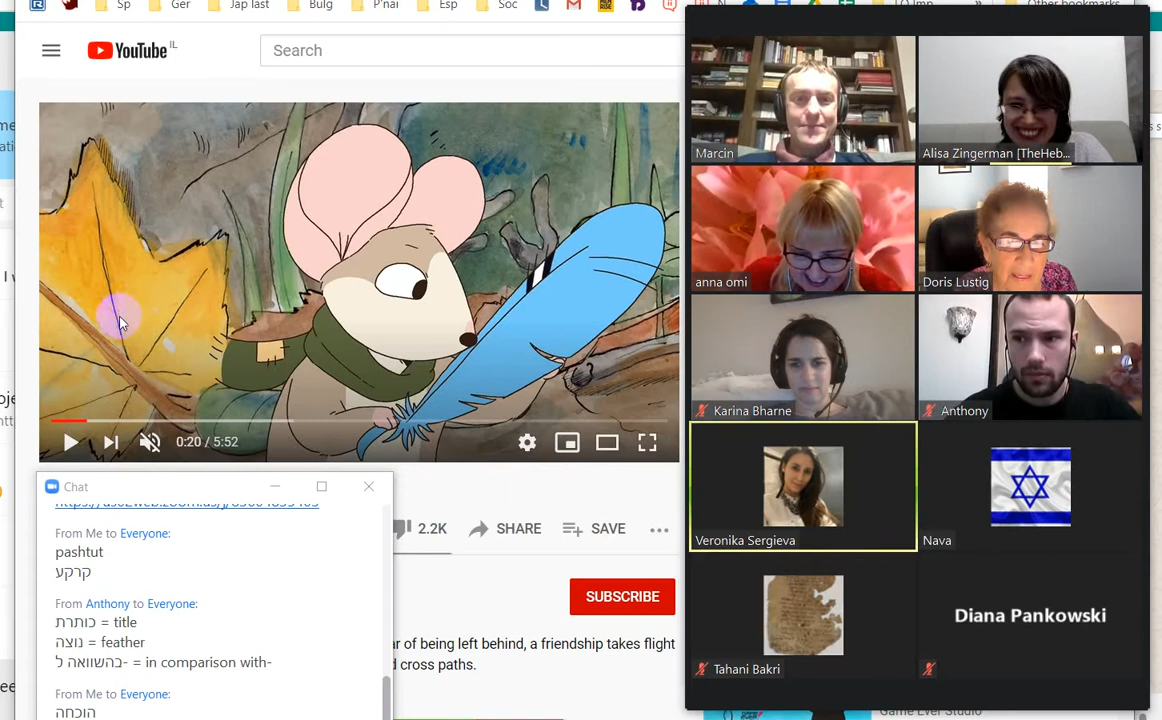 Sp
Ger
Jap last
Bulg
P'nai
Esp
Soc
Other bookmarks
YouTube IL
Search
0:20 / 5:52
Chat
From Me to Everyone:
pashtut
קרקע
From Anthony to Everyone:
כותרת = title
נוצה = feather
בהשוואה ל- = in comparison with-
From Me to Everyone:
הוכחה
2.2K
SHARE
SAVE
SUBSCRIBE
of being left behind, a friendship takes flight
cross paths.
Marcin
Alisa Zingerman [TheHeb...
anna omi
Doris Lustig
Karina Bharne
Anthony
Veronika Sergieva
Nava
Tahani Bakri
Diana Pankowski
Game Ever Studio